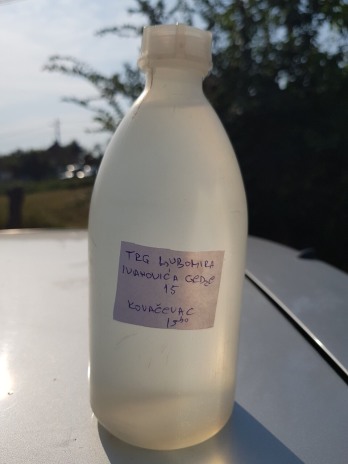 TRG LJUBOMIRA
IVANOVIĆA GEDŽE
15
KOVAČEVAC